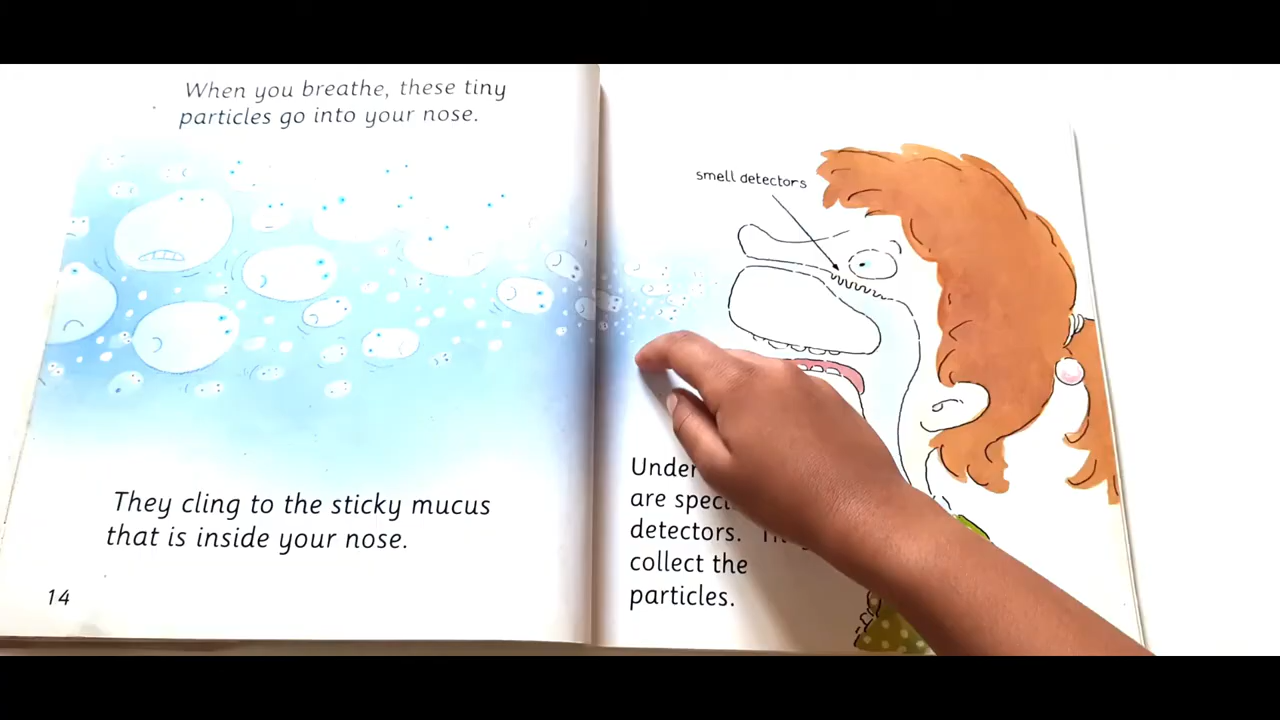 When you breathe, these tiny
particles go into your nose.
They cling to the sticky mucus
that is inside your nose.
14
smell detectors
Under
are
detectors.
collect the
particles.